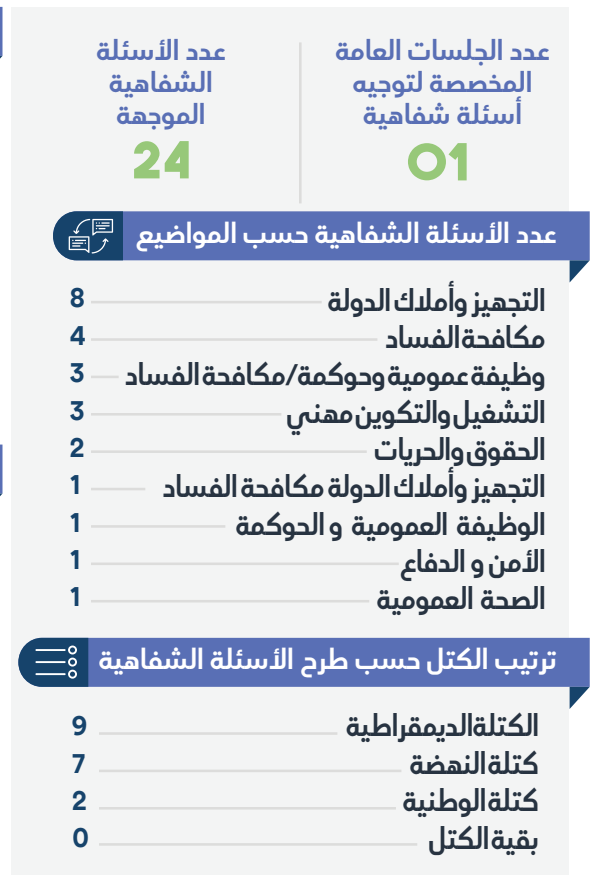 عدد الجلسات العامة
المخصصة لتوجيه
أسئلة شفاهية
01
عدد الأسئلة
الشفاهية
الموجهة
24
عدد الأسئلة الشفاهية حسب المواضيع
التجهيز وأملاك الدولة 8
مكافحة الفساد 4
وظيفة عمومية وحوكمة/مكافحة الفساد 3
التشغيل والتكوين مهني 3
الحقوق والحريات 2
التجهيز وأملاك الدولة مكافحة الفساد 1
الوظيفة العمومية و الحوكمة 1
الأمن و الدفاع 1
الصحة العمومية 1
ترتيب الكتل حسب طرح الأسئلة الشفاهية
الكتلة الديمقراطية 9
كتلة النهضة 7
كتلة الوطنية 2
بقية الكتل 0